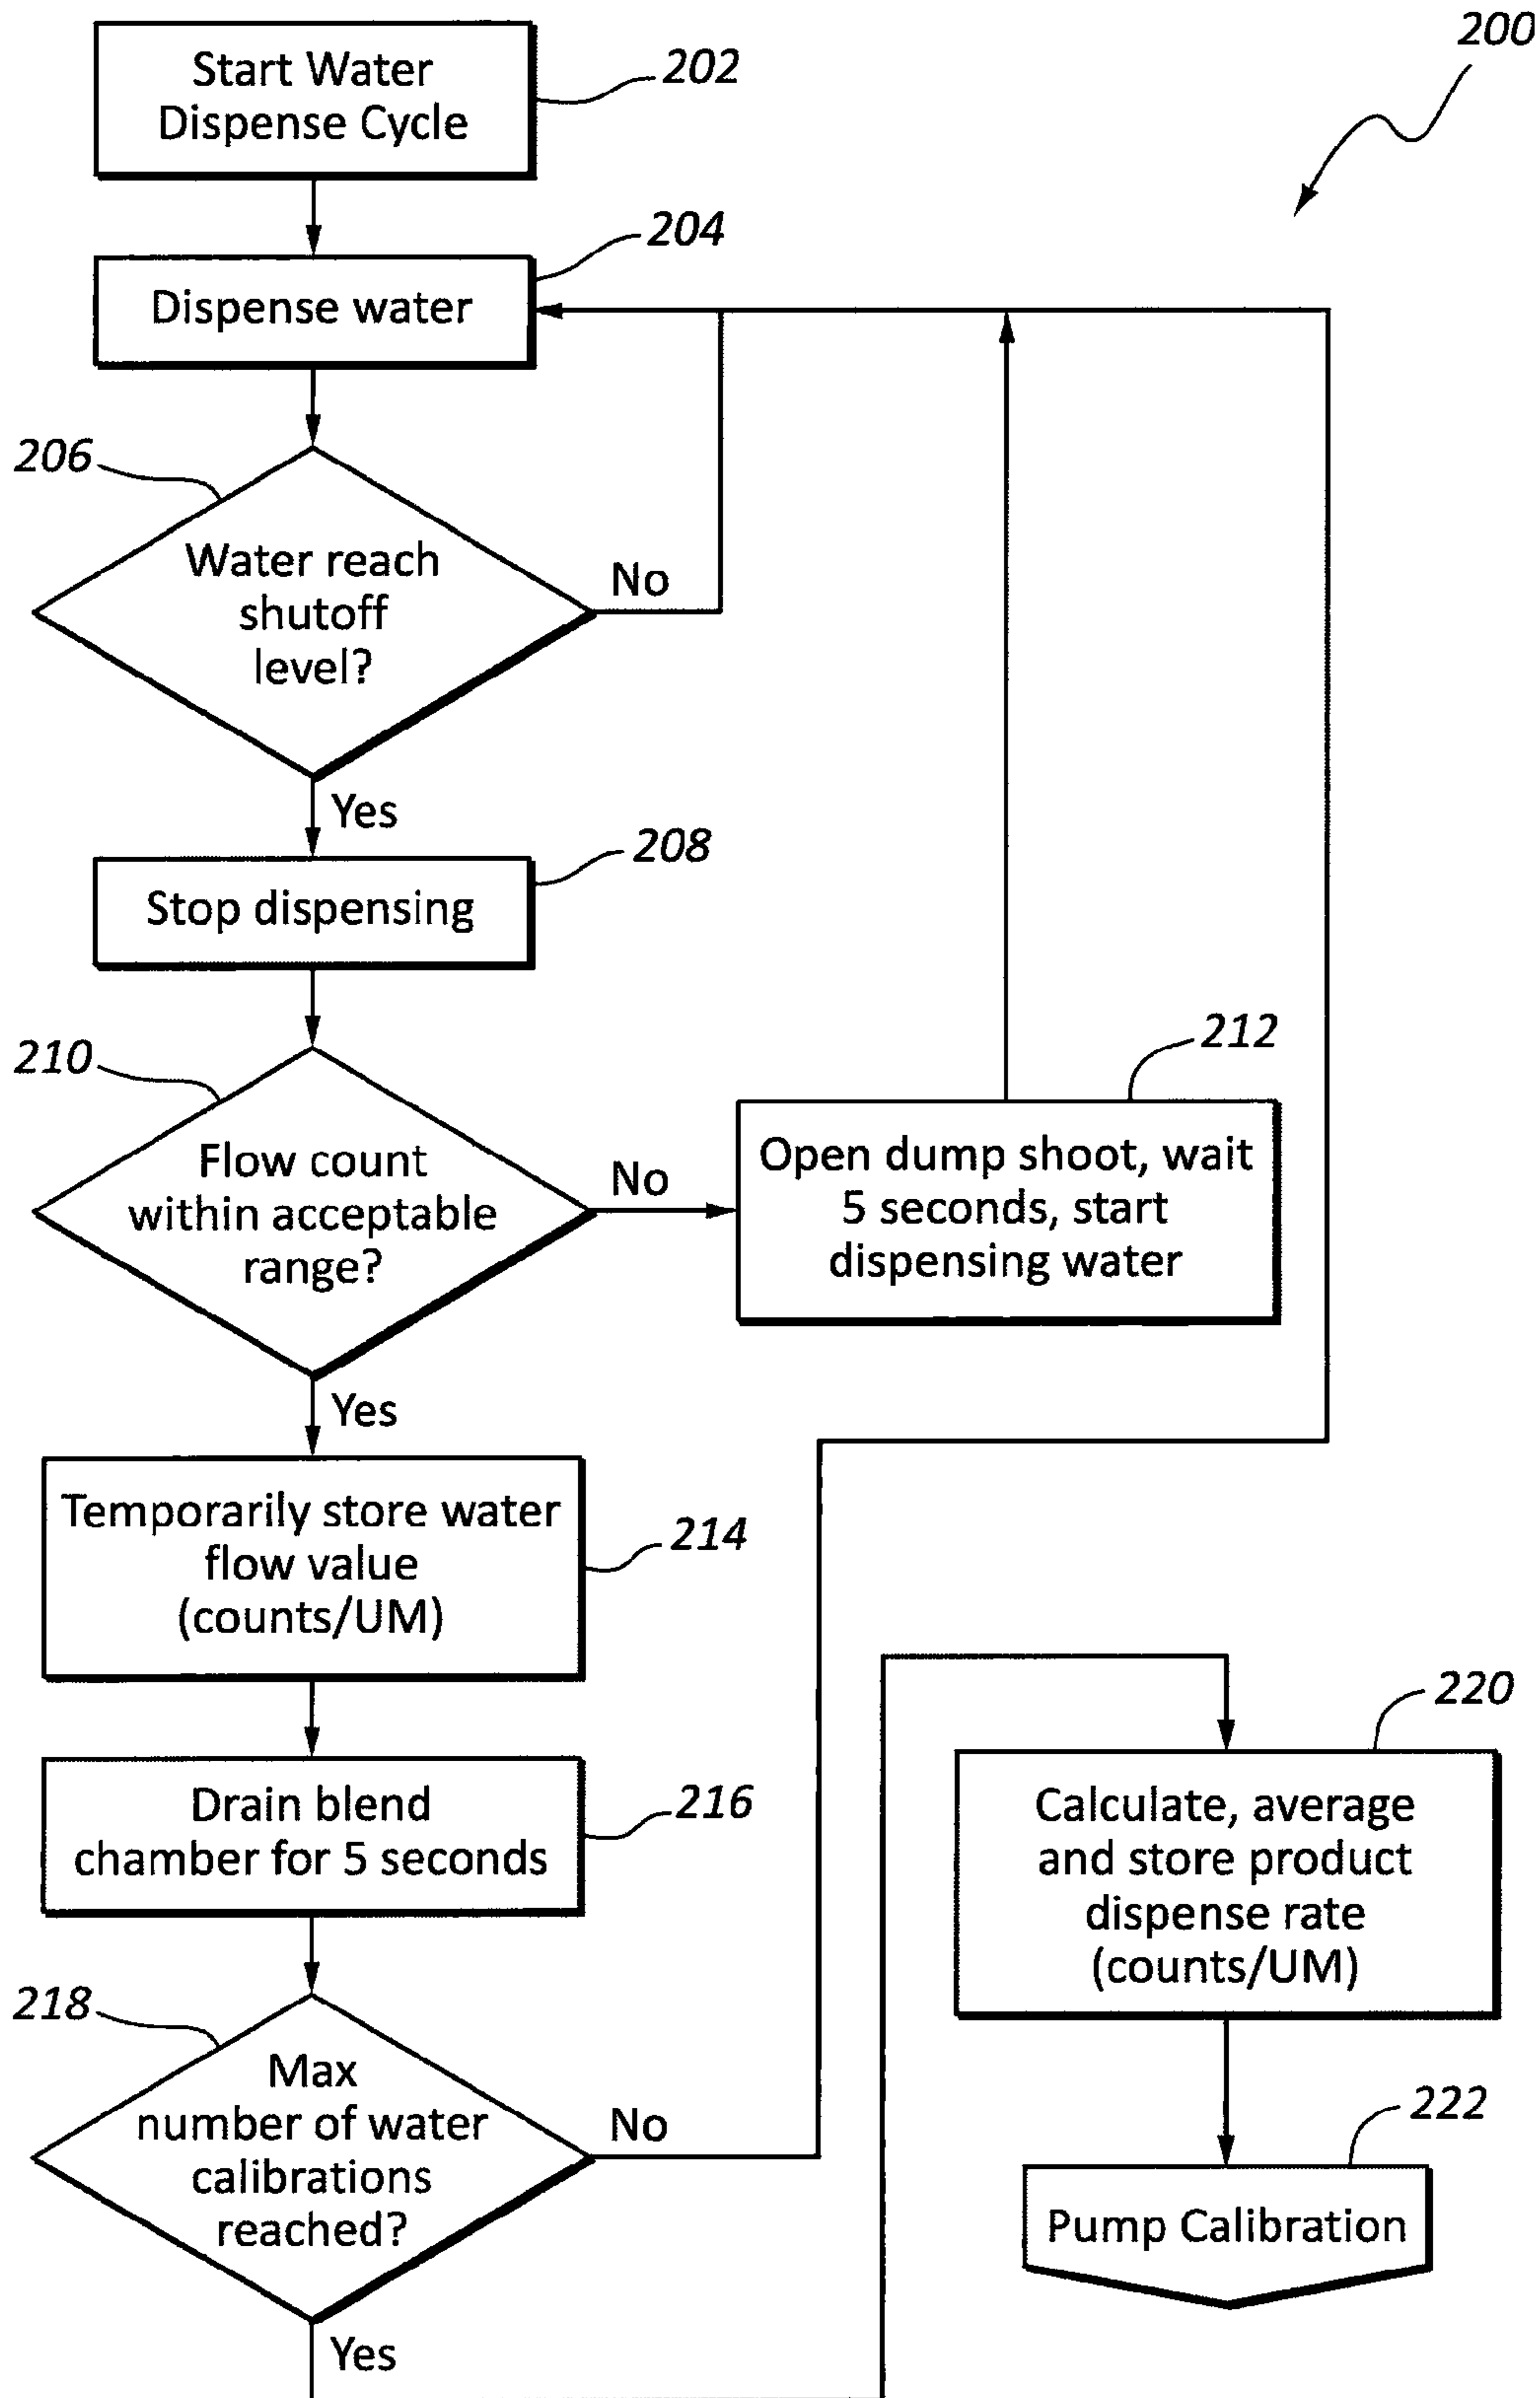 200
Start Water
Dispense Cycle
202
Dispense water
204
206
Water reach
shutoff
level?
No
Yes
Stop dispensing
208
210
Flow count
within acceptable
range?
No
Open dump shoot, wait
5 seconds, start
dispensing water
212
Yes
Temporarily store water
flow value
(counts/UM)
214
Drain blend
chamber for 5 seconds
216
218
Max
number of water
calibrations
reached?
No
Yes
Calculate, average
and store product
dispense rate
(counts/UM)
220
Pump Calibration
222